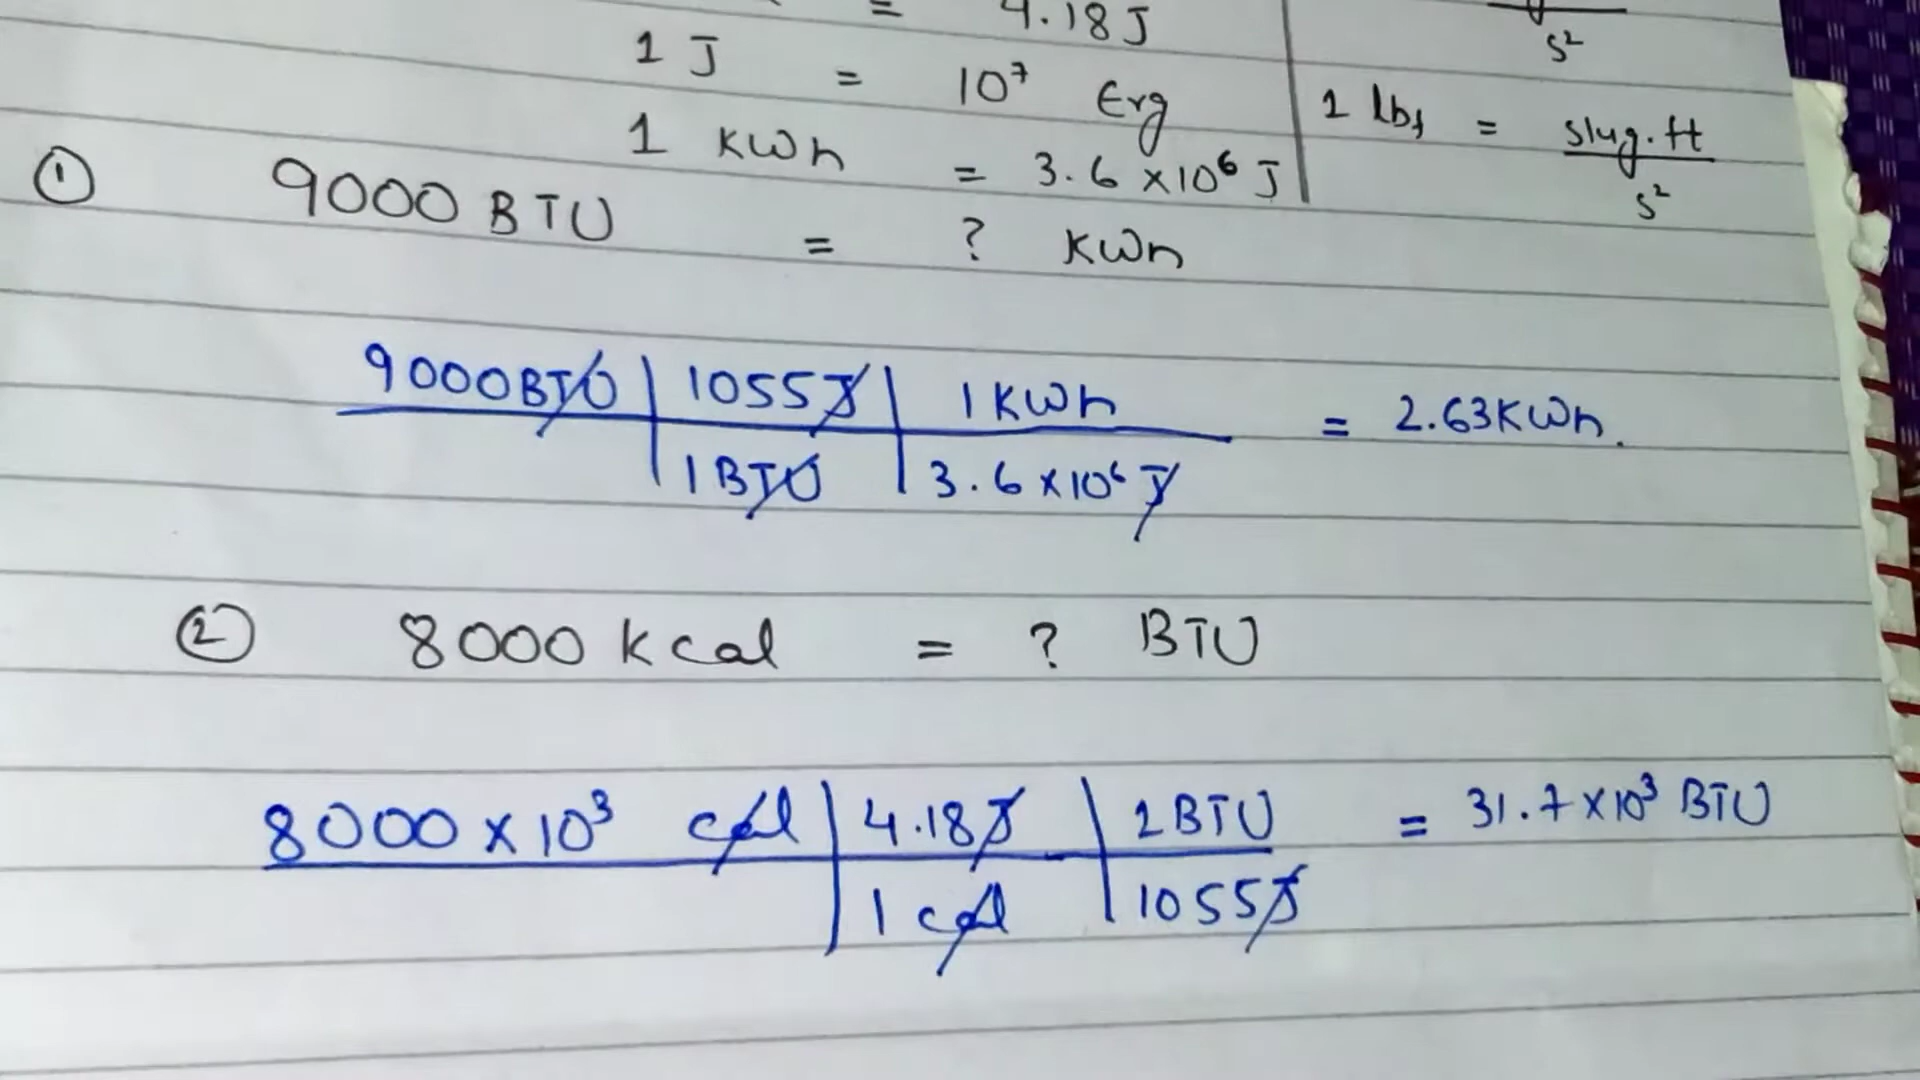 = 4.18 J
1 J = 10⁷ Erg
1 kWh = 3.6 × 10⁶ J
s²
1 lbf = slug.ft
s²
① 9000 BTU = ? kWh
9000 BTU | 1055 J | 1 kWh = 2.63 kWh.
1 BTU | 3.6 × 10⁶ J
② 8000 kcal = ? BTU
8000 × 10³ cal | 4.18 J | 1 BTU = 31.7 × 10³ BTU
1 cal | 1055 J